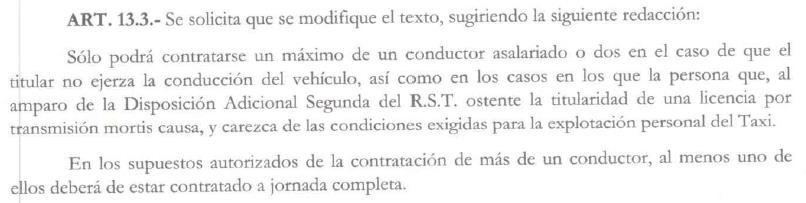 ART. 13.3.- Se solicita que se modifique el texto, sugiriendo la siguiente redacción:
Sólo podrá contratarse un máximo de un conductor asalariado o dos en el caso de que el
titular no ejerza la conducción del vehículo, así como en los casos en los que la persona que, al
amparo de la Disposición Adicional Segunda del R.S.T. ostente la titularidad de una licencia por
transmisión mortis causa, y carezca de las condiciones exigidas para la explotación personal del Taxi.
En los supuestos autorizados de la contratación de más de un conductor, al menos uno de
ellos deberá de estar contratado a jornada completa.